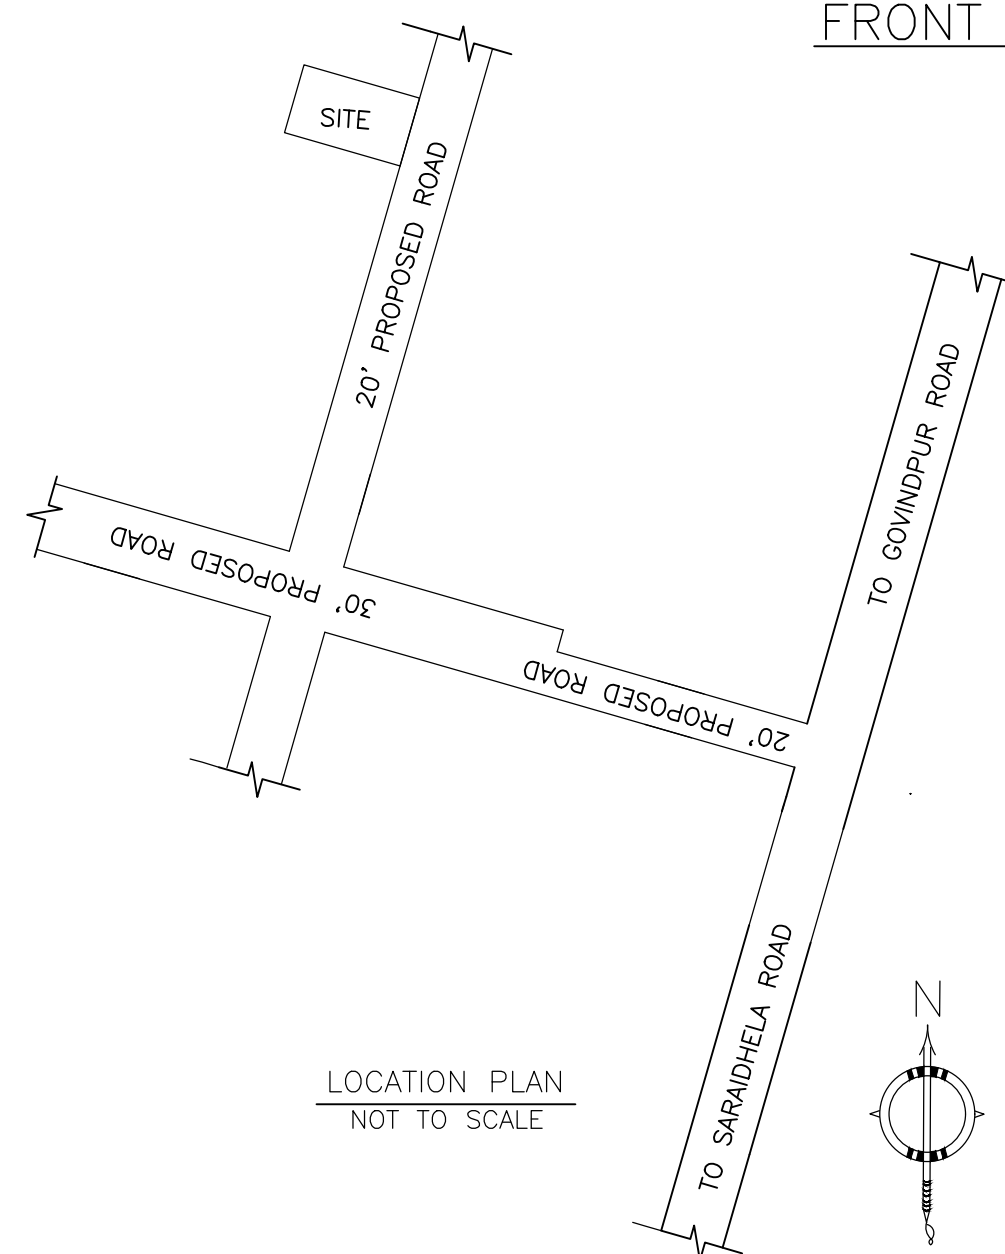 FRONT
SITE
20' PROPOSED ROAD
TO GOVINDPUR ROAD
30' PROPOSED ROAD
20' PROPOSED ROAD
TO SARAIDHELA ROAD
N
LOCATION PLAN
NOT TO SCALE